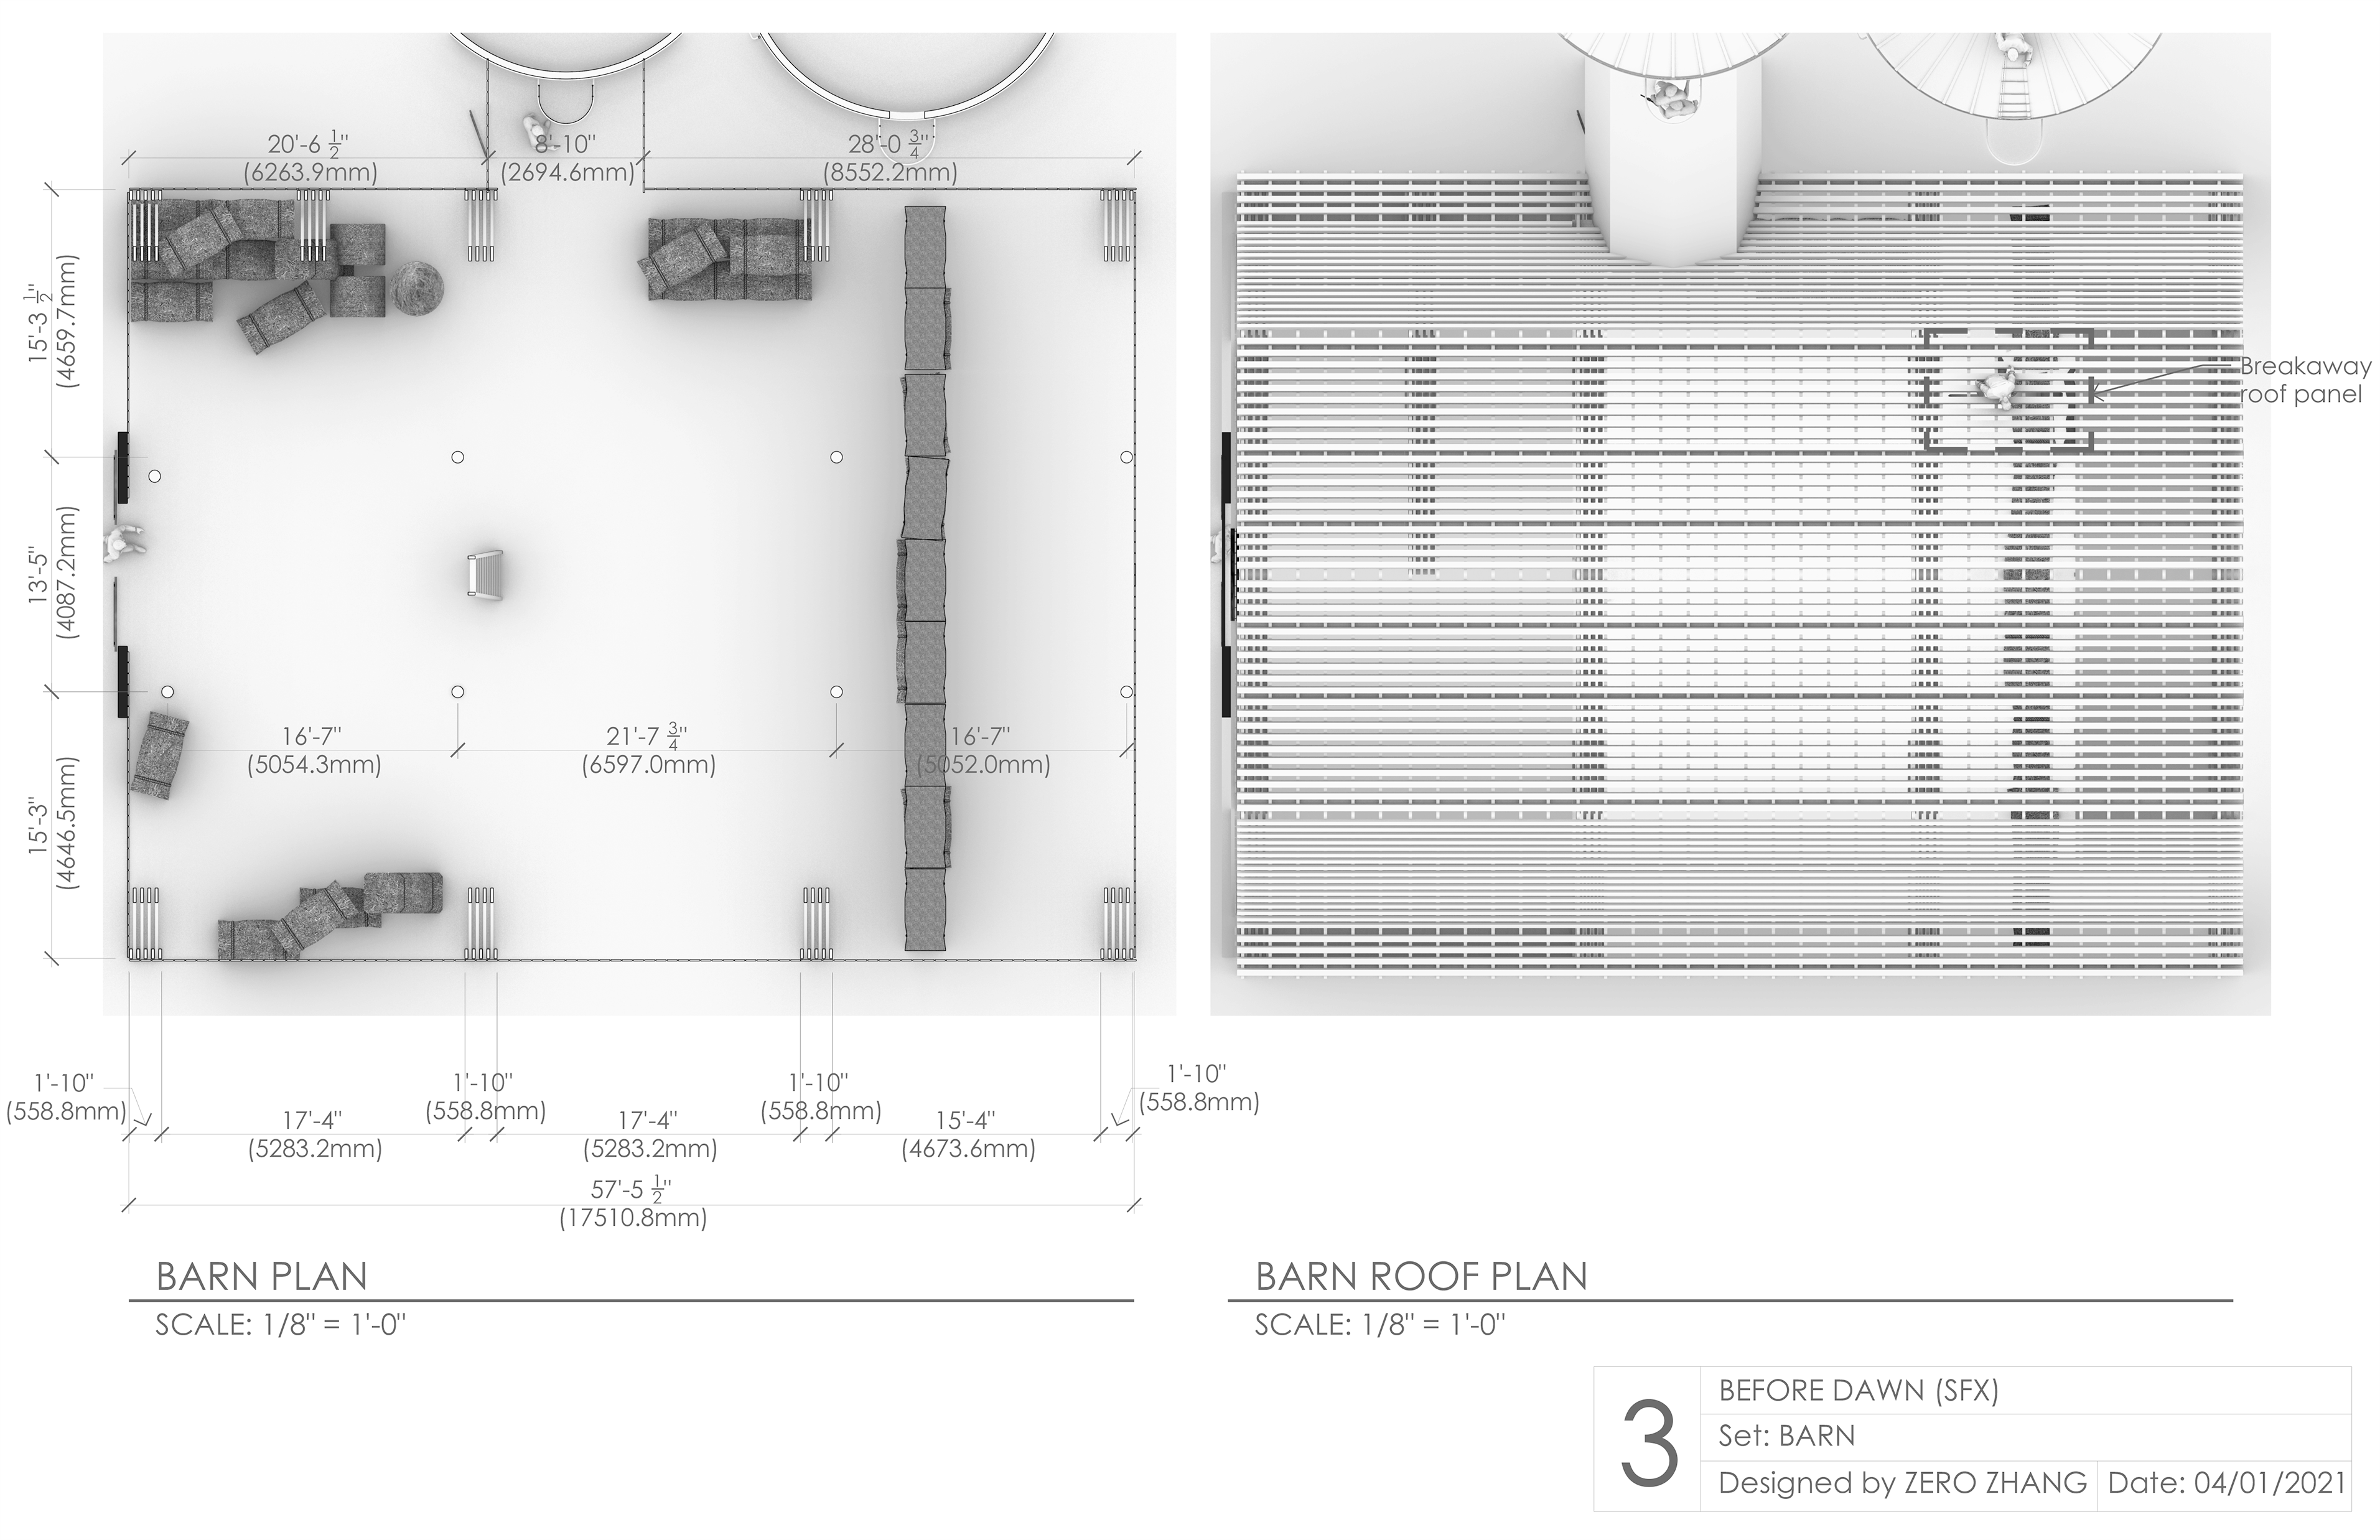 20'-6 1/2"
(6263.9mm)
8'-10"
(2694.6mm)
28'-0 3/4"
(8552.2mm)
15'-3 1/2"
(4659.7mm)
13'-5"
(4087.2mm)
15'-3"
(4646.5mm)
16'-7"
(5054.3mm)
21'-7 3/4"
(6597.0mm)
16'-7"
(5052.0mm)
1'-10"
(558.8mm)
1'-10"
(558.8mm)
1'-10"
(558.8mm)
1'-10"
(558.8mm)
17'-4"
(5283.2mm)
17'-4"
(5283.2mm)
15'-4"
(4673.6mm)
57'-5 1/2"
(17510.8mm)
BARN PLAN
SCALE: 1/8" = 1'-0"
Breakaway
roof panel
BARN ROOF PLAN
SCALE: 1/8" = 1'-0"
3
BEFORE DAWN (SFX)
Set: BARN
Designed by ZERO ZHANG
Date: 04/01/2021